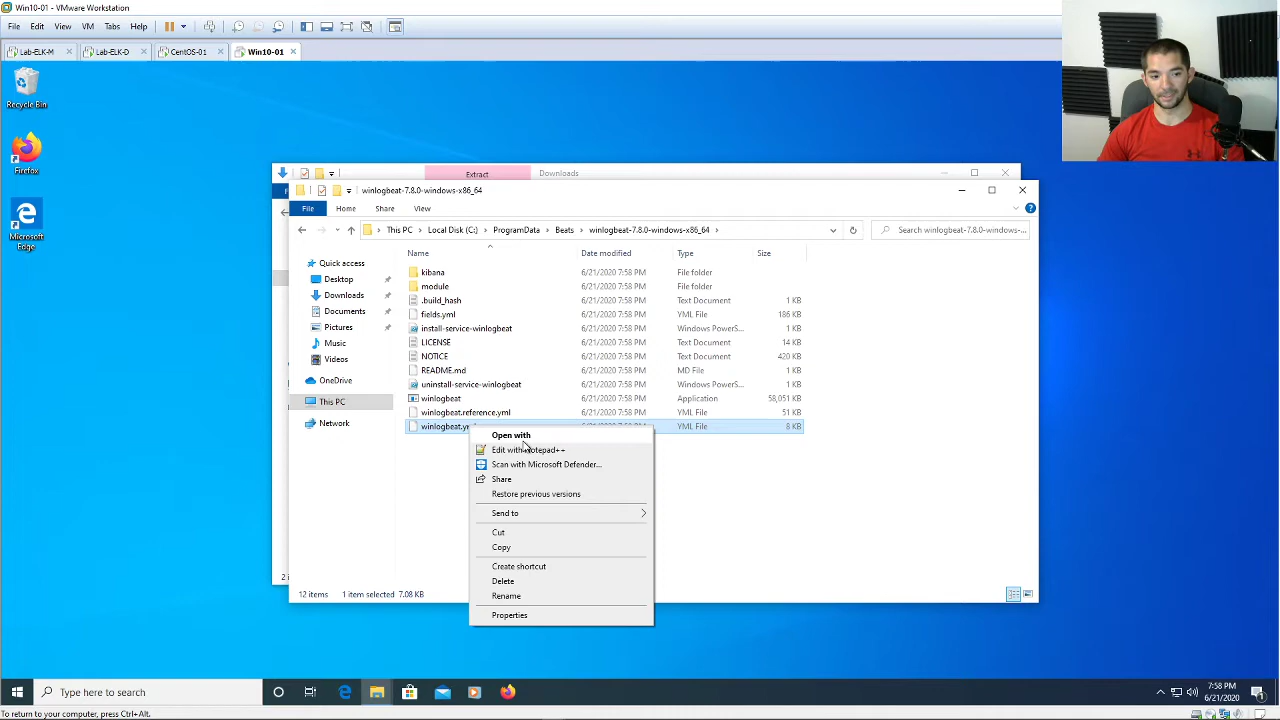 Win10-01 - VMware Workstation
File Edit View VM Tabs Help
Lab-ELK-M Lab-ELK-D CentOS-01 Win10-01
Recycle Bin
Firefox
Microsoft Edge
Extract Downloads
winlogbeat-7.8.0-windows-x86_64
File Home Share View
This PC > Local Disk (C:) > ProgramData > Beats > winlogbeat-7.8.0-windows-x86_64 >
Search winlogbeat-7.8.0-windows-...
Name Date modified Type Size
Quick access
Desktop
Downloads
Documents
Pictures
Music
Videos
OneDrive
This PC
Network
kibana 6/21/2020 7:58 PM File folder
module 6/21/2020 7:58 PM File folder
.build_hash 6/21/2020 7:58 PM Text Document 1 KB
fields.yml 6/21/2020 7:58 PM YML File 186 KB
install-service-winlogbeat 6/21/2020 7:58 PM Windows PowerS... 1 KB
LICENSE 6/21/2020 7:58 PM Text Document 14 KB
NOTICE 6/21/2020 7:58 PM Text Document 420 KB
README.md 6/21/2020 7:58 PM MD File 1 KB
uninstall-service-winlogbeat 6/21/2020 7:58 PM Windows PowerS... 1 KB
winlogbeat 6/21/2020 7:58 PM Application 58,051 KB
winlogbeat.reference.yml 6/21/2020 7:58 PM YML File 51 KB
YML File 8 KB
Open with
Edit with Notepad++
Scan with Microsoft Defender...
Share
Restore previous versions
Send to
Cut
Copy
Create shortcut
Delete
Rename
Properties
12 items 1 item selected 7.08 KB
Type here to search
7:58 PM
6/21/2020
To return to your computer, press Ctrl+Alt.